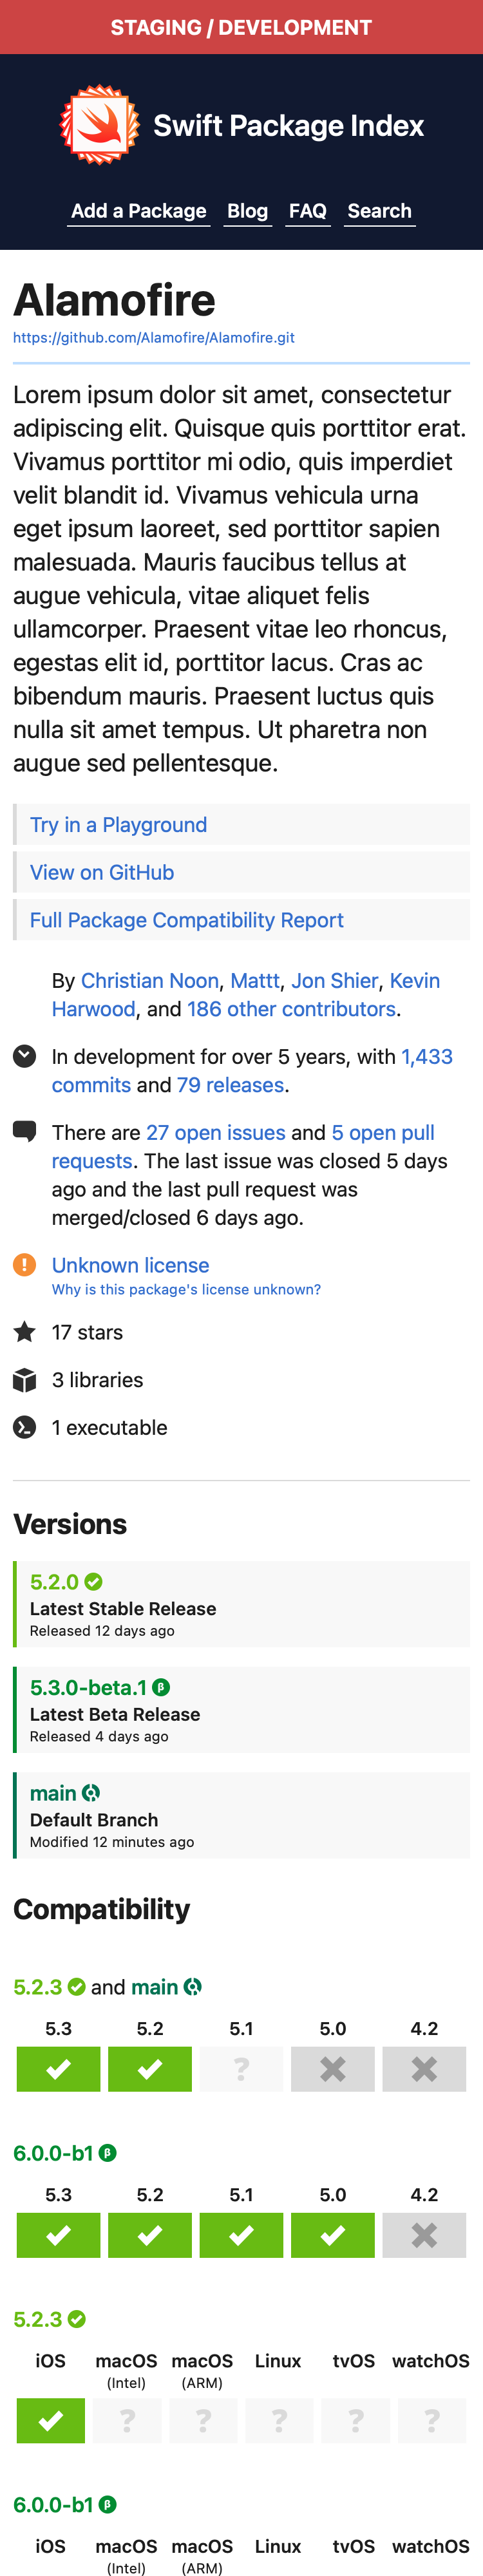 STAGING / DEVELOPMENT
Swift Package Index
Add a Package Blog FAQ Search
Alamofire
https://github.com/Alamofire/Alamofire.git
Lorem ipsum dolor sit amet, consectetur
adipiscing elit. Quisque quis porttitor erat.
Vivamus porttitor mi odio, quis imperdiet
velit blandit id. Vivamus vehicula urna
eget ipsum laoreet, sed porttitor sapien
malesuada. Mauris faucibus tellus at
augue vehicula, vitae aliquet felis
ullamcorper. Praesent vitae leo rhoncus,
egestas elit id, porttitor lacus. Cras ac
bibendum mauris. Praesent luctus quis
nulla sit amet tempus. Ut pharetra non
augue sed pellentesque.
Try in a Playground
View on GitHub
Full Package Compatibility Report
By Christian Noon, Mattt, Jon Shier, Kevin
Harwood, and 186 other contributors.
In development for over 5 years, with 1,433
commits and 79 releases.
There are 27 open issues and 5 open pull
requests. The last issue was closed 5 days
ago and the last pull request was
merged/closed 6 days ago.
Unknown license
Why is this package's license unknown?
17 stars
3 libraries
1 executable
Versions
5.2.0
Latest Stable Release
Released 12 days ago
5.3.0-beta.1 β
Latest Beta Release
Released 4 days ago
main
Default Branch
Modified 12 minutes ago
Compatibility
5.2.3 and main
5.3 5.2 5.1 5.0 4.2
?
6.0.0-b1 β
5.3 5.2 5.1 5.0 4.2
5.2.3
iOS macOS macOS Linux tvOS watchOS
(Intel) (ARM)
? ? ? ? ?
6.0.0-b1 β
iOS macOS macOS Linux tvOS watchOS
(Intel) (ARM)